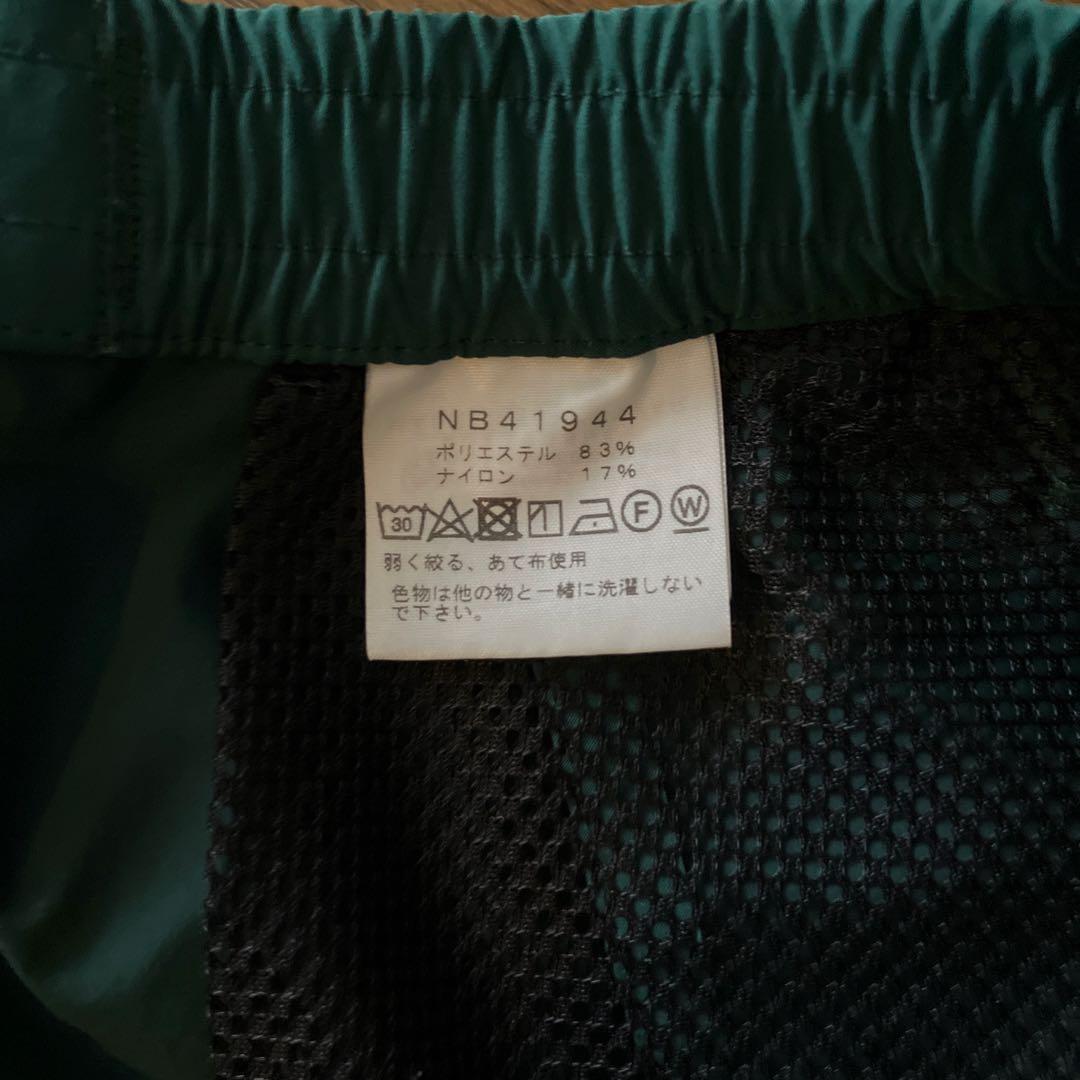 NB41944
ポリエステル 83%
ナイロン 17%
30 F W
弱く絞る、あて布使用
色物は他の物と一緒に洗濯しない
で下さい。